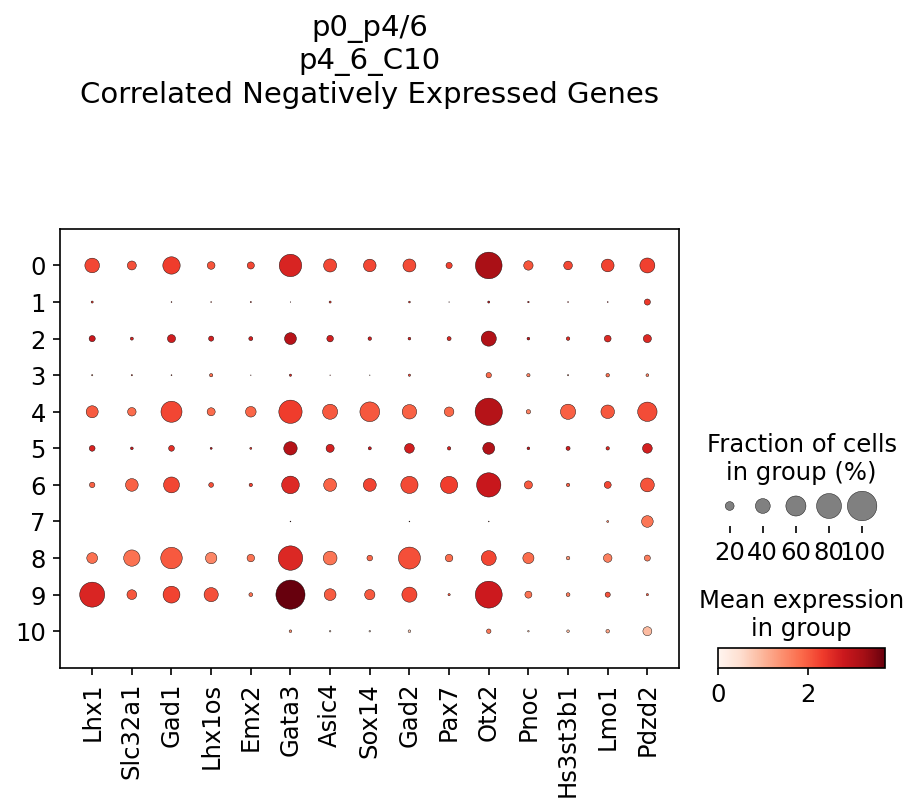 p0_p4/6
p4_6_C10
Correlated Negatively Expressed Genes
0
1
2
3
4
5
6
7
8
9
10
Lhx1
Slc32a1
Gad1
Lhx1os
Emx2
Gata3
Asic4
Sox14
Gad2
Pax7
Otx2
Pnoc
Hs3st3b1
Lmo1
Pdzd2
Fraction of cells
in group (%)
20 40 60 80 100
Mean expression
in group
0 2